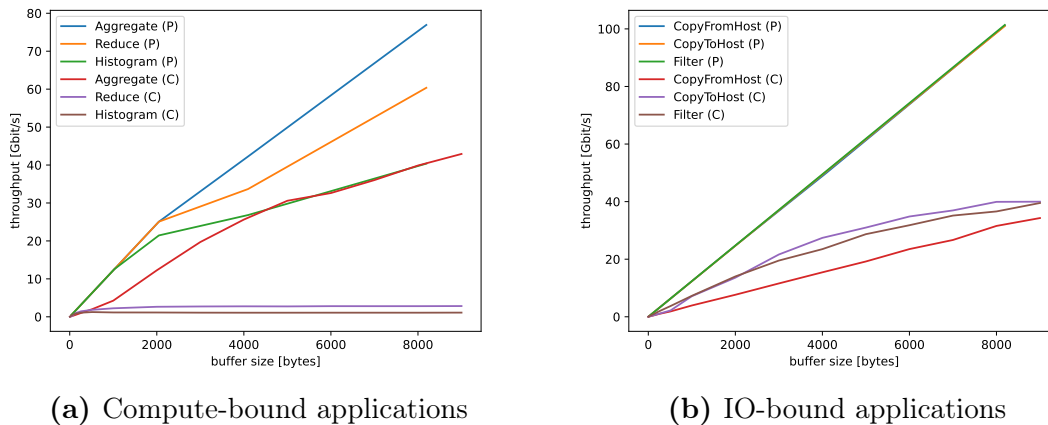 80
70
60
50
40
30
20
10
0
throughput [Gbit/s]
Aggregate (P)
Reduce (P)
Histogram (P)
Aggregate (C)
Reduce (C)
Histogram (C)
0 2000 4000 6000 8000
buffer size [bytes]
(a) Compute-bound applications
100
80
60
40
20
0
throughput [Gbit/s]
CopyFromHost (P)
CopyToHost (P)
Filter (P)
CopyFromHost (C)
CopyToHost (C)
Filter (C)
0 2000 4000 6000 8000
buffer size [bytes]
(b) IO-bound applications